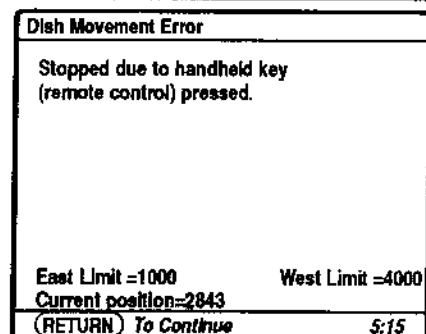 Dish Movement Error
Stopped due to handheld key
(remote control) pressed.
East Limit =1000 West Limit =4000
Current position=2843
RETURN To Continue 5:15